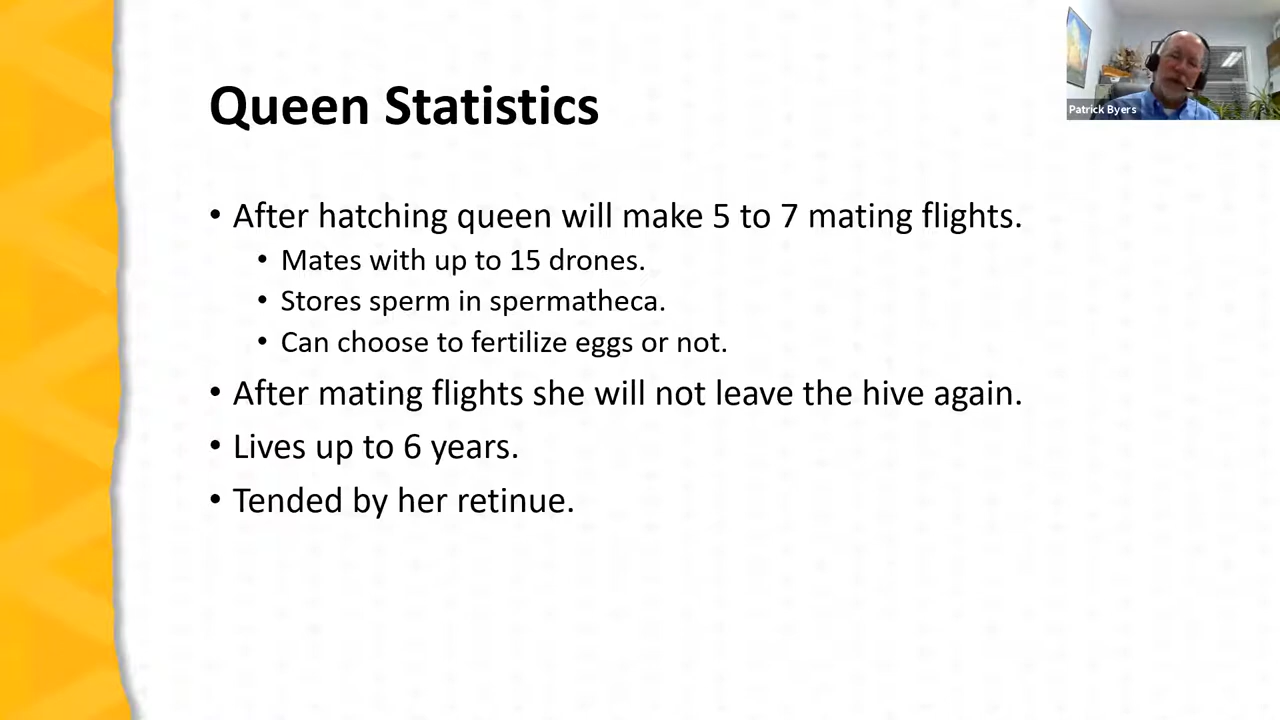 Queen Statistics
Patrick Byers
• After hatching queen will make 5 to 7 mating flights.
• Mates with up to 15 drones.
• Stores sperm in spermatheca.
• Can choose to fertilize eggs or not.
• After mating flights she will not leave the hive again.
• Lives up to 6 years.
• Tended by her retinue.